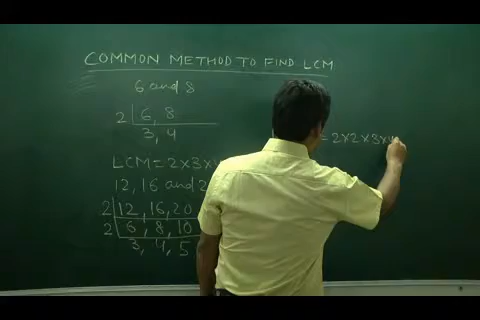 COMMON METHOD TO FIND LCM
6 and 8
2 | 6, 8
3, 4
LCM = 2×3×4
12, 16 and 2
2 | 12, 16, 20
2 | 6, 8, 10
3, 4, 5
= 2×2×3×4